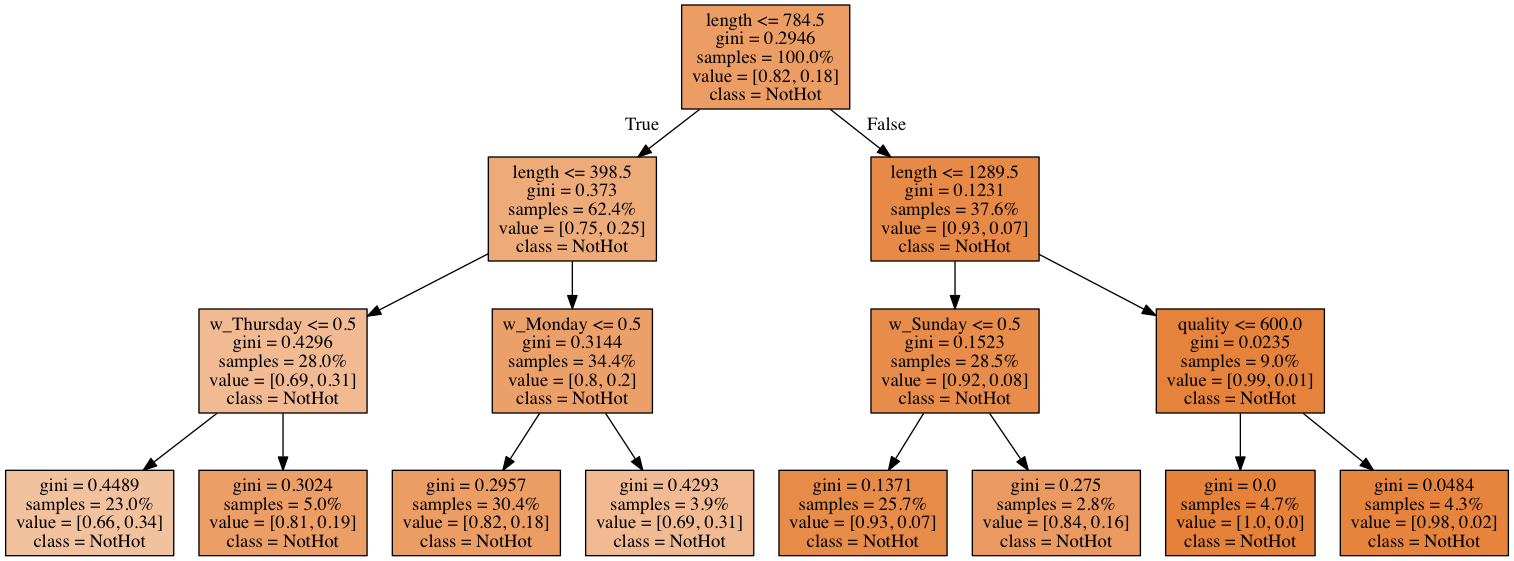 length <= 784.5
gini = 0.2946
samples = 100.0%
value = [0.82, 0.18]
class = NotHot
True
False
length <= 398.5
gini = 0.373
samples = 62.4%
value = [0.75, 0.25]
class = NotHot
length <= 1289.5
gini = 0.1231
samples = 37.6%
value = [0.93, 0.07]
class = NotHot
w_Thursday <= 0.5
gini = 0.4296
samples = 28.0%
value = [0.69, 0.31]
class = NotHot
w_Monday <= 0.5
gini = 0.3144
samples = 34.4%
value = [0.8, 0.2]
class = NotHot
w_Sunday <= 0.5
gini = 0.1523
samples = 28.5%
value = [0.92, 0.08]
class = NotHot
quality <= 600.0
gini = 0.0235
samples = 9.0%
value = [0.99, 0.01]
class = NotHot
gini = 0.4489
samples = 23.0%
value = [0.66, 0.34]
class = NotHot
gini = 0.3024
samples = 5.0%
value = [0.81, 0.19]
class = NotHot
gini = 0.2957
samples = 30.4%
value = [0.82, 0.18]
class = NotHot
gini = 0.4293
samples = 3.9%
value = [0.69, 0.31]
class = NotHot
gini = 0.1371
samples = 25.7%
value = [0.93, 0.07]
class = NotHot
gini = 0.275
samples = 2.8%
value = [0.84, 0.16]
class = NotHot
gini = 0.0
samples = 4.7%
value = [1.0, 0.0]
class = NotHot
gini = 0.0484
samples = 4.3%
value = [0.98, 0.02]
class = NotHot